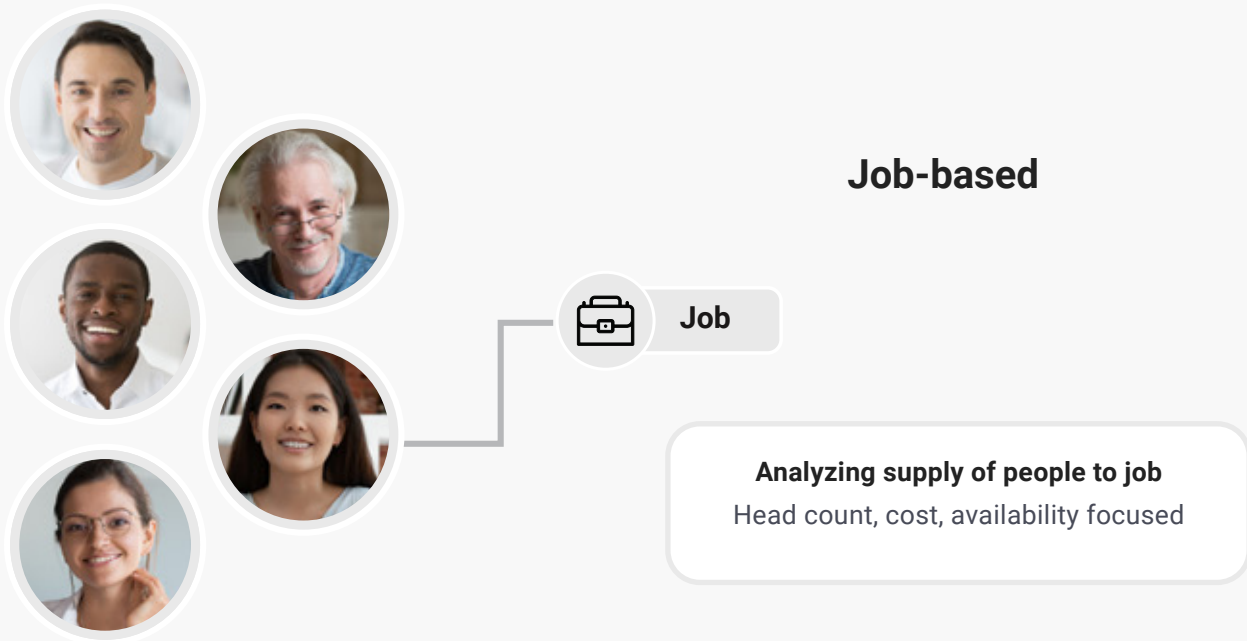 Job-based
Job
Analyzing supply of people to job
Head count, cost, availability focused